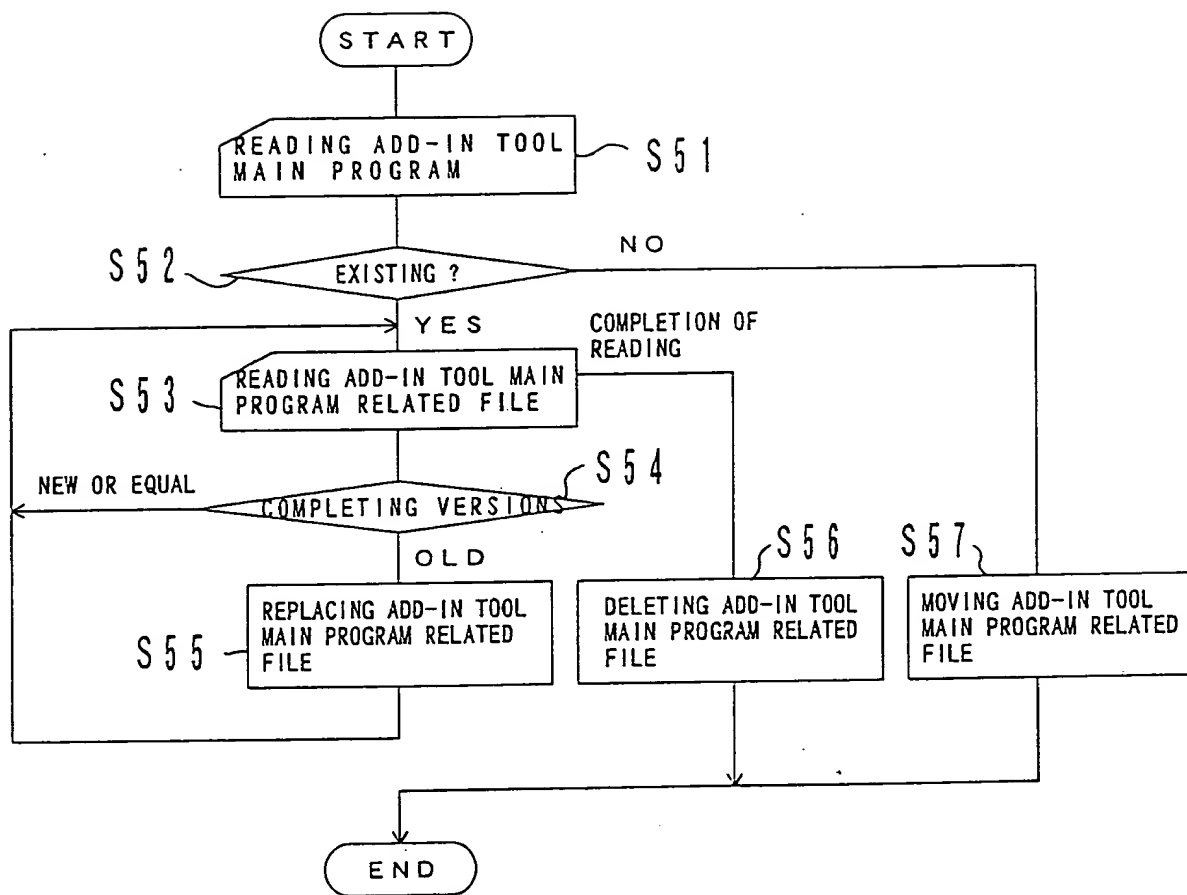 START
READING ADD-IN TOOL
MAIN PROGRAM
S51
S52
EXISTING ?
NO
YES
COMPLETION OF
READING
S53
READING ADD-IN TOOL MAIN
PROGRAM RELATED FILE
NEW OR EQUAL
COMPLETING VERSIONS
S54
OLD
S55
REPLACING ADD-IN TOOL
MAIN PROGRAM RELATED
FILE
S56
DELETING ADD-IN TOOL
MAIN PROGRAM RELATED
FILE
S57
MOVING ADD-IN TOOL
MAIN PROGRAM RELATED
FILE
END